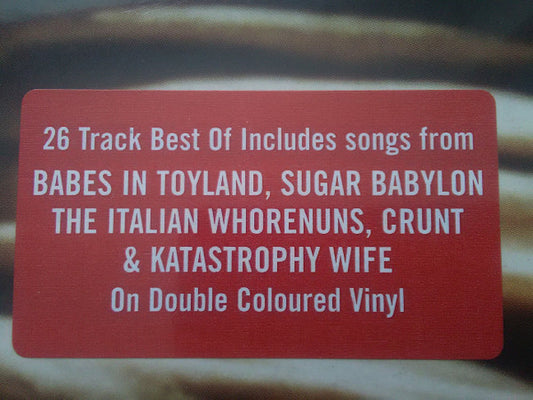 26 Track Best Of Includes songs from
BABES IN TOYLAND, SUGAR BABYLON
THE ITALIAN WHORENUNS, CRUNT
& KATASTROPHY WIFE
On Double Coloured Vinyl